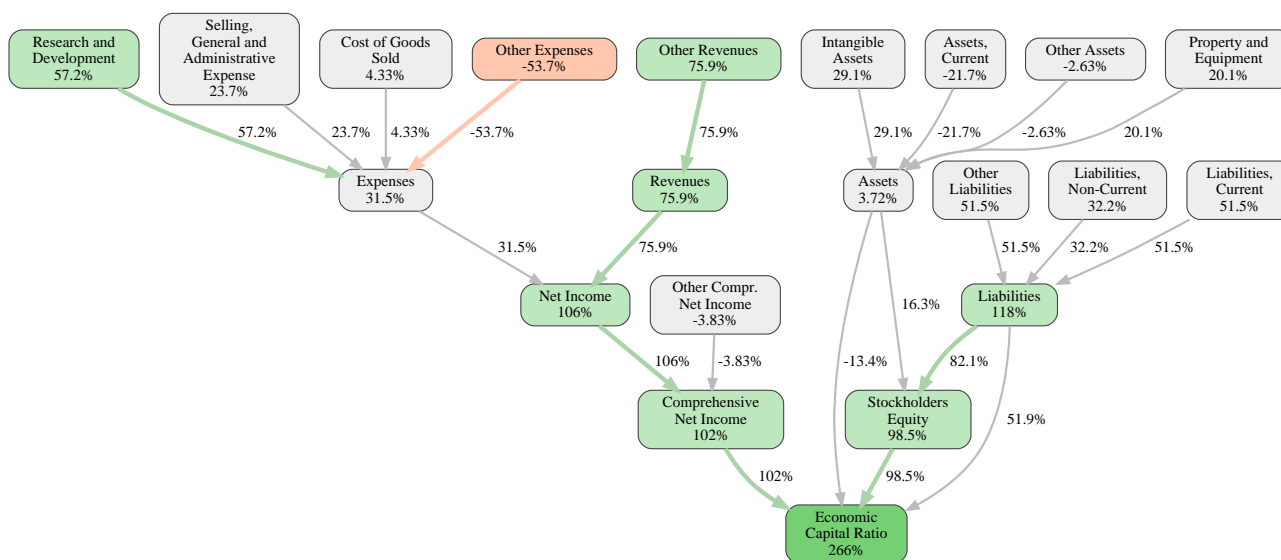 Research and
Development
57.2%
Selling,
General and
Administrative
Expense
23.7%
Cost of Goods
Sold
4.33%
Other Expenses
-53.7%
Other Revenues
75.9%
Intangible
Assets
29.1%
Assets,
Current
-21.7%
Other Assets
-2.63%
Property and
Equipment
20.1%
57.2%
23.7%
4.33%
-53.7%
75.9%
29.1%
-21.7%
-2.63%
20.1%
Expenses
31.5%
Revenues
75.9%
Assets
3.72%
Other
Liabilities
51.5%
Liabilities,
Non-Current
32.2%
Liabilities,
Current
51.5%
31.5%
75.9%
51.5%
32.2%
51.5%
Net Income
106%
Other Compr.
Net Income
-3.83%
16.3%
Liabilities
118%
106%
-3.83%
-13.4%
82.1%
Comprehensive
Net Income
102%
Stockholders
Equity
98.5%
51.9%
102%
98.5%
Economic
Capital Ratio
266%